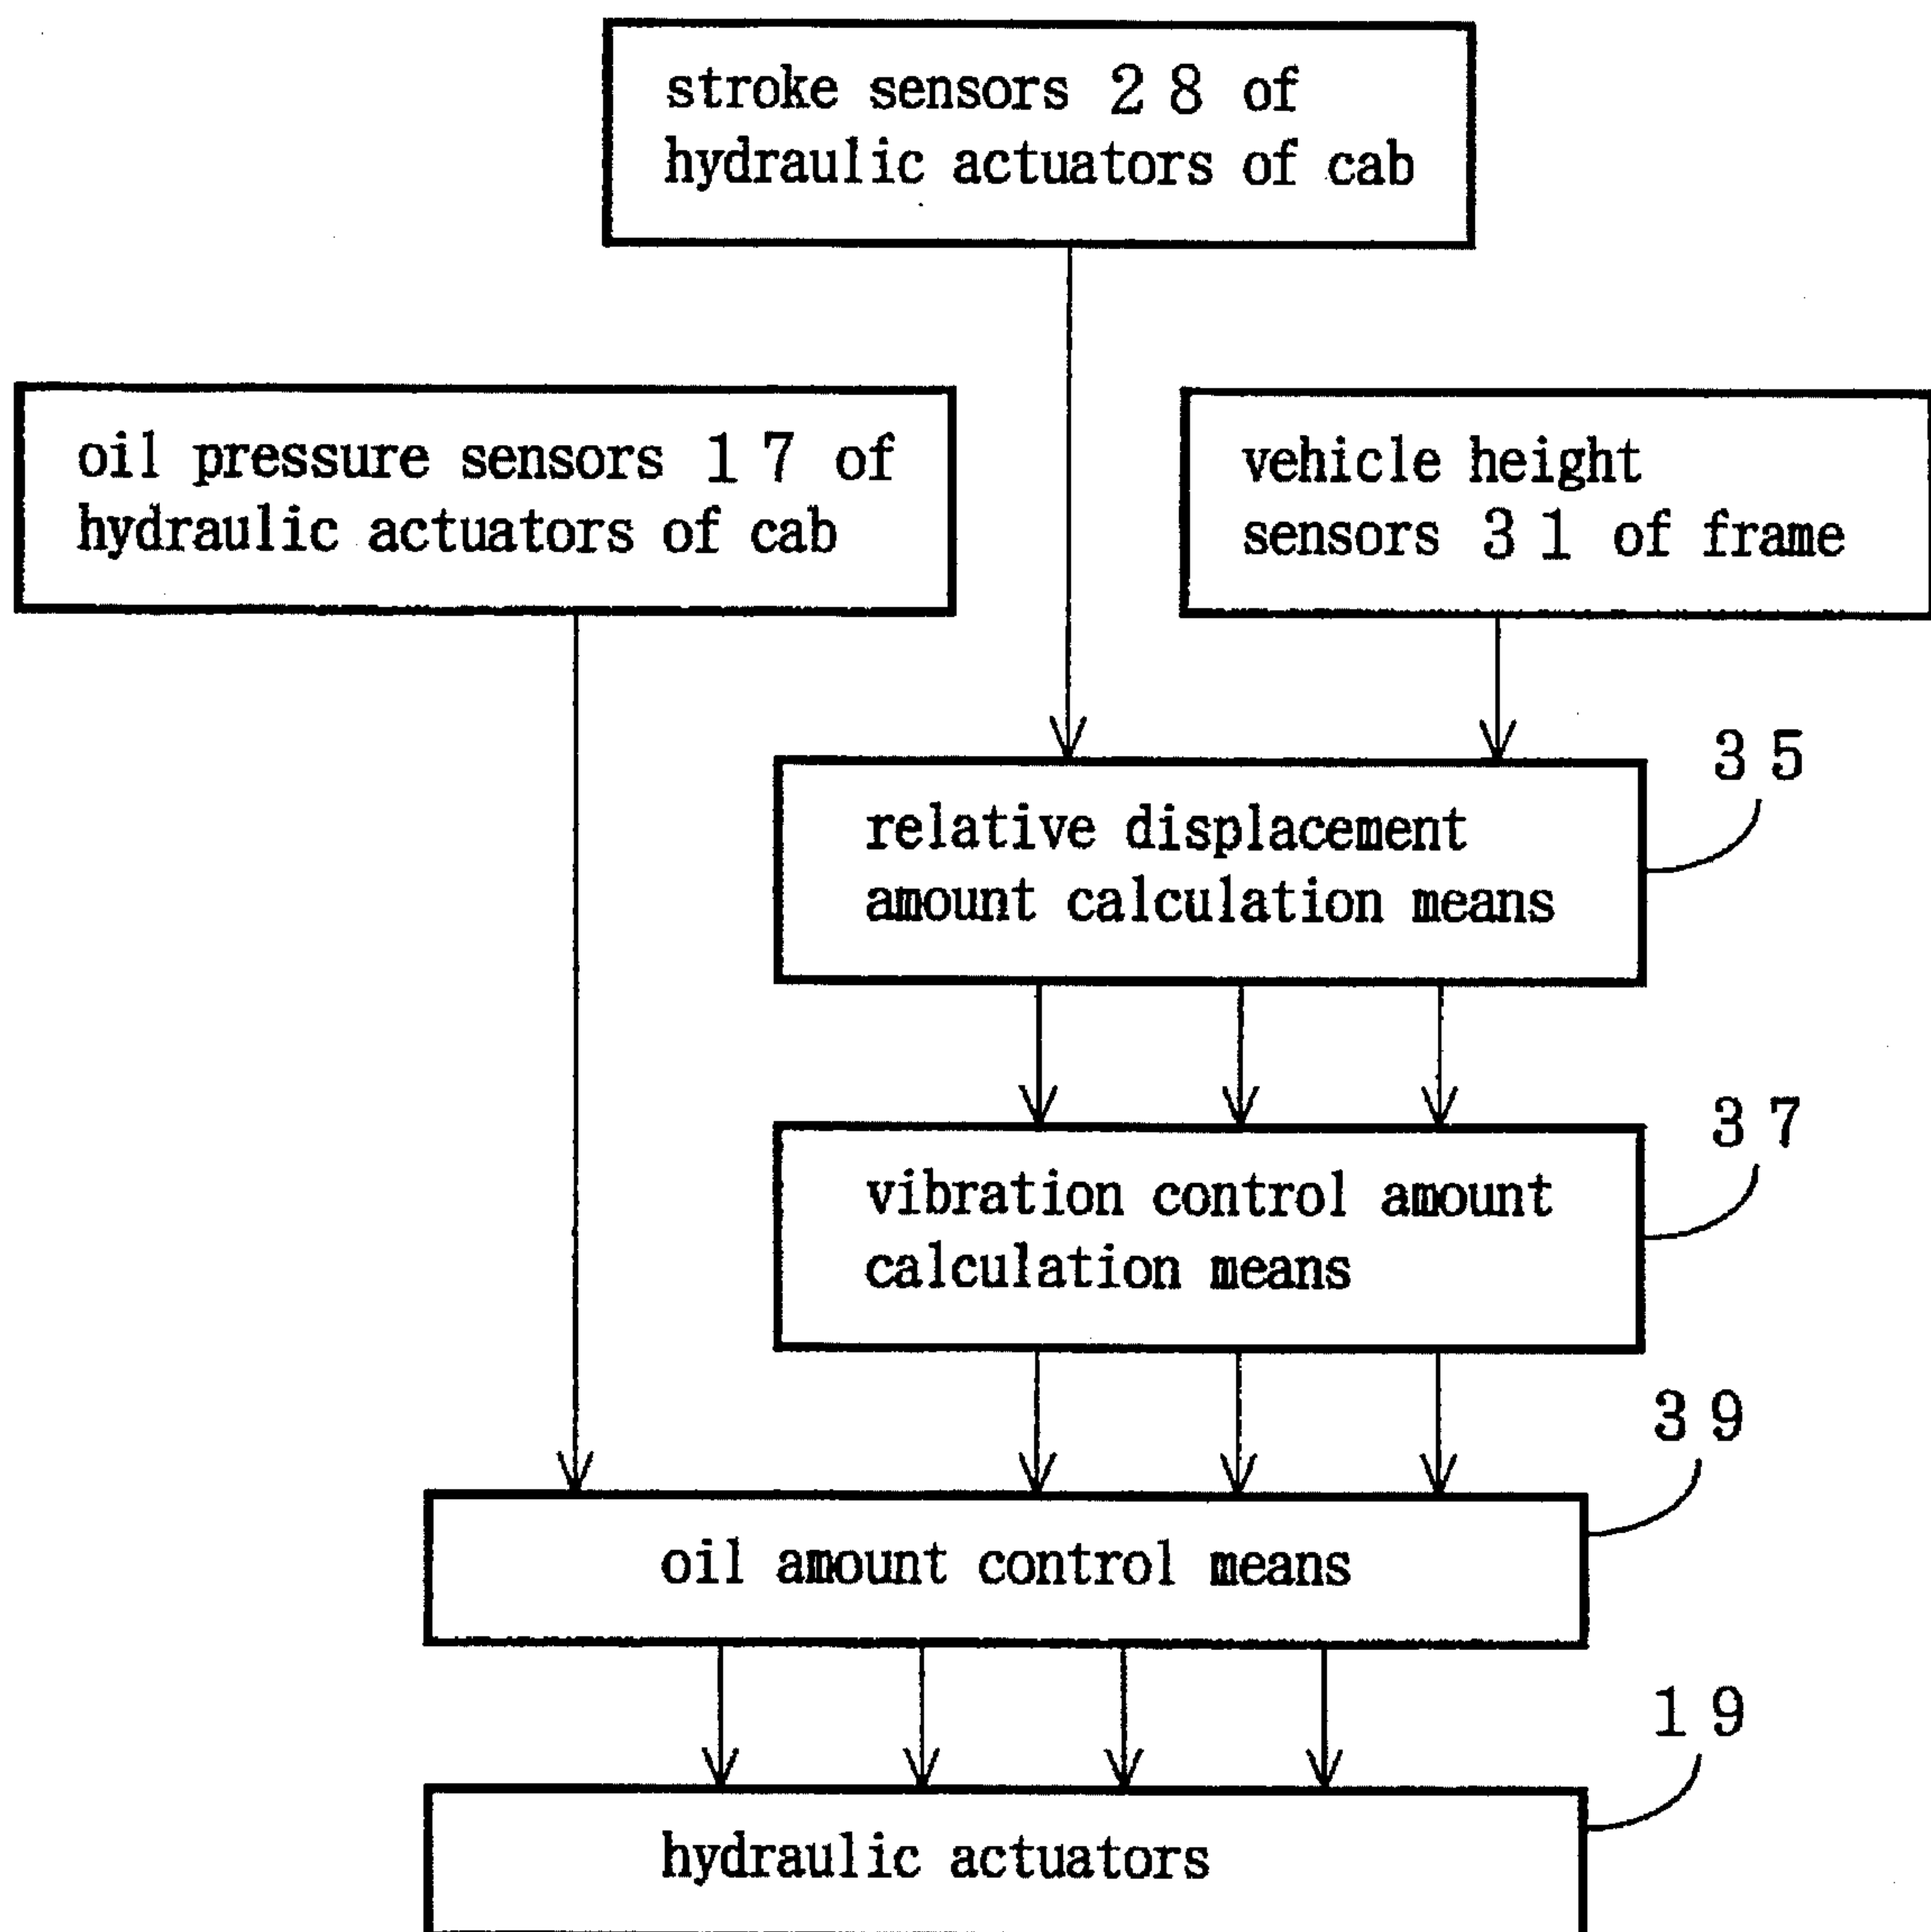 stroke sensors 28 of
hydraulic actuators of cab
oil pressure sensors 17 of
hydraulic actuators of cab
vehicle height
sensors 31 of frame
35
relative displacement
amount calculation means
37
vibration control amount
calculation means
39
oil amount control means
19
hydraulic actuators